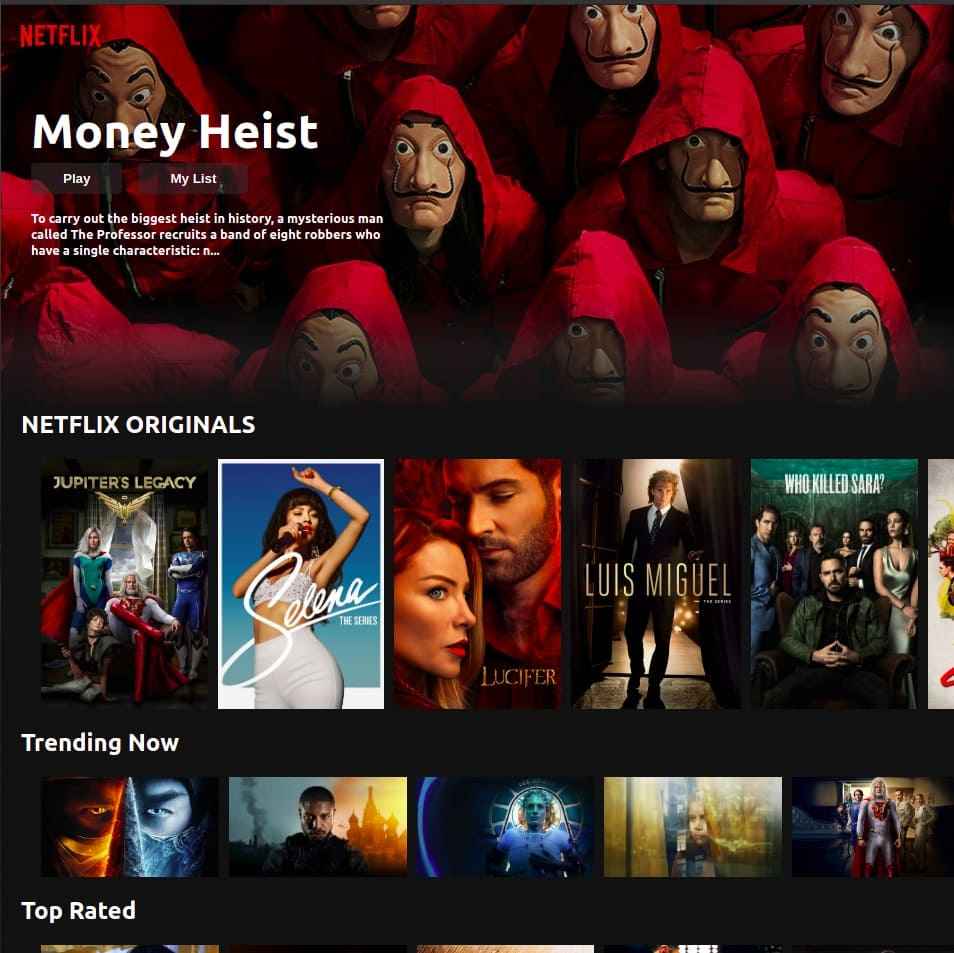 NETFLIX
Money Heist
Play
My List
To carry out the biggest heist in history, a mysterious man
called The Professor recruits a band of eight robbers who
have a single characteristic: n...
NETFLIX ORIGINALS
JUPITER'S LEGACY
Selena
THE SERIES
LUCIFER
LUIS MIGUEL
THE SERIES
WHO KILLED SARA?
Trending Now
Top Rated